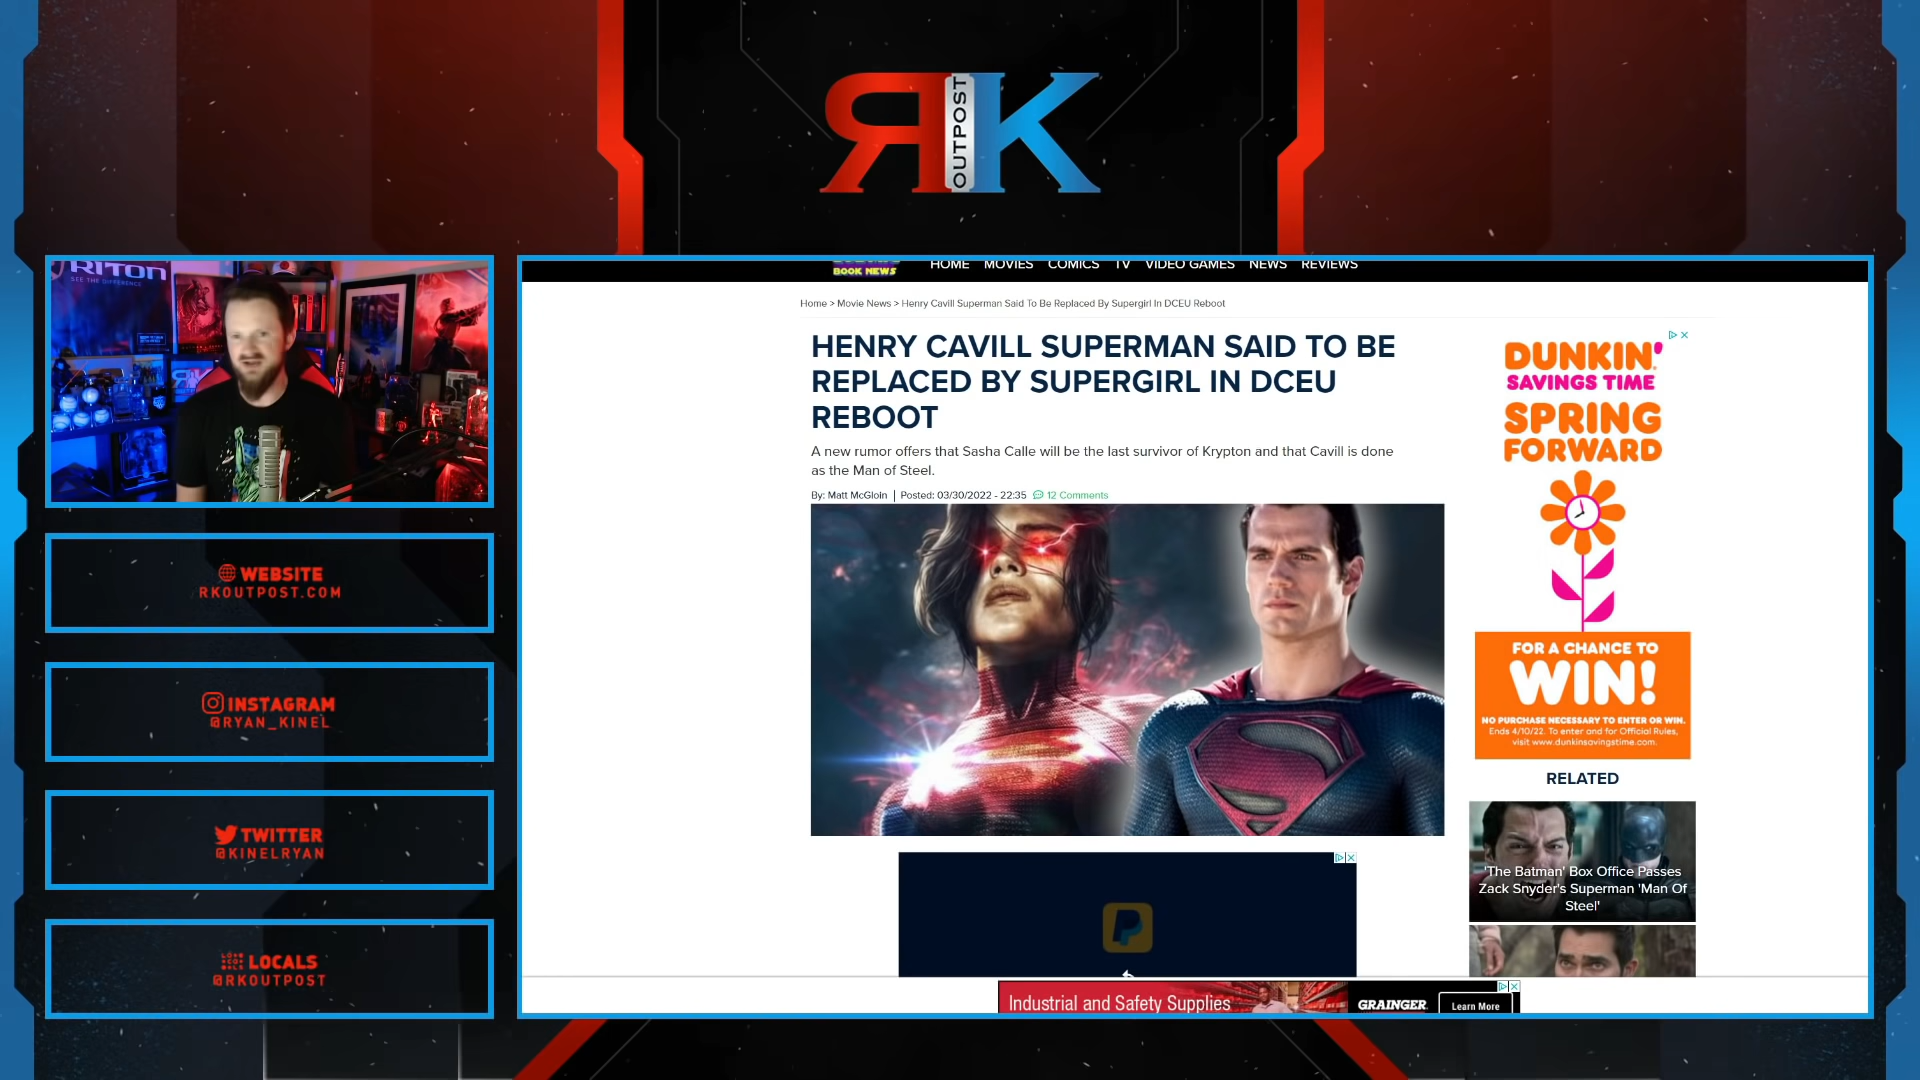 OUTPOST
RK
RITON
SEE THE DIFFERENCE
WEBSITE
RKOUTPOST.COM
INSTAGRAM
@RYAN_KINEL
TWITTER
@KINELRYAN
LOCALS
@RKOUTPOST
BOOK NEWS
HOME MOVIES COMICS TV VIDEO GAMES NEWS REVIEWS
Home > Movie News > Henry Cavill Superman Said To Be Replaced By Supergirl In DCEU Reboot
HENRY CAVILL SUPERMAN SAID TO BE
REPLACED BY SUPERGIRL IN DCEU
REBOOT
A new rumor offers that Sasha Calle will be the last survivor of Krypton and that Cavill is done
as the Man of Steel.
By: Matt McGloin | Posted: 03/30/2022 - 22:35 12 Comments
DUNKIN'
SAVINGS TIME
SPRING
FORWARD
FOR A CHANCE TO
WIN!
NO PURCHASE NECESSARY TO ENTER OR WIN.
Ends 4/10/22. To enter and for Official Rules,
visit www.dunkinsavingstime.com.
RELATED
'The Batman' Box Office Passes
Zack Snyder's Superman 'Man Of
Steel'
Industrial and Safety Supplies
GRAINGER
Learn More